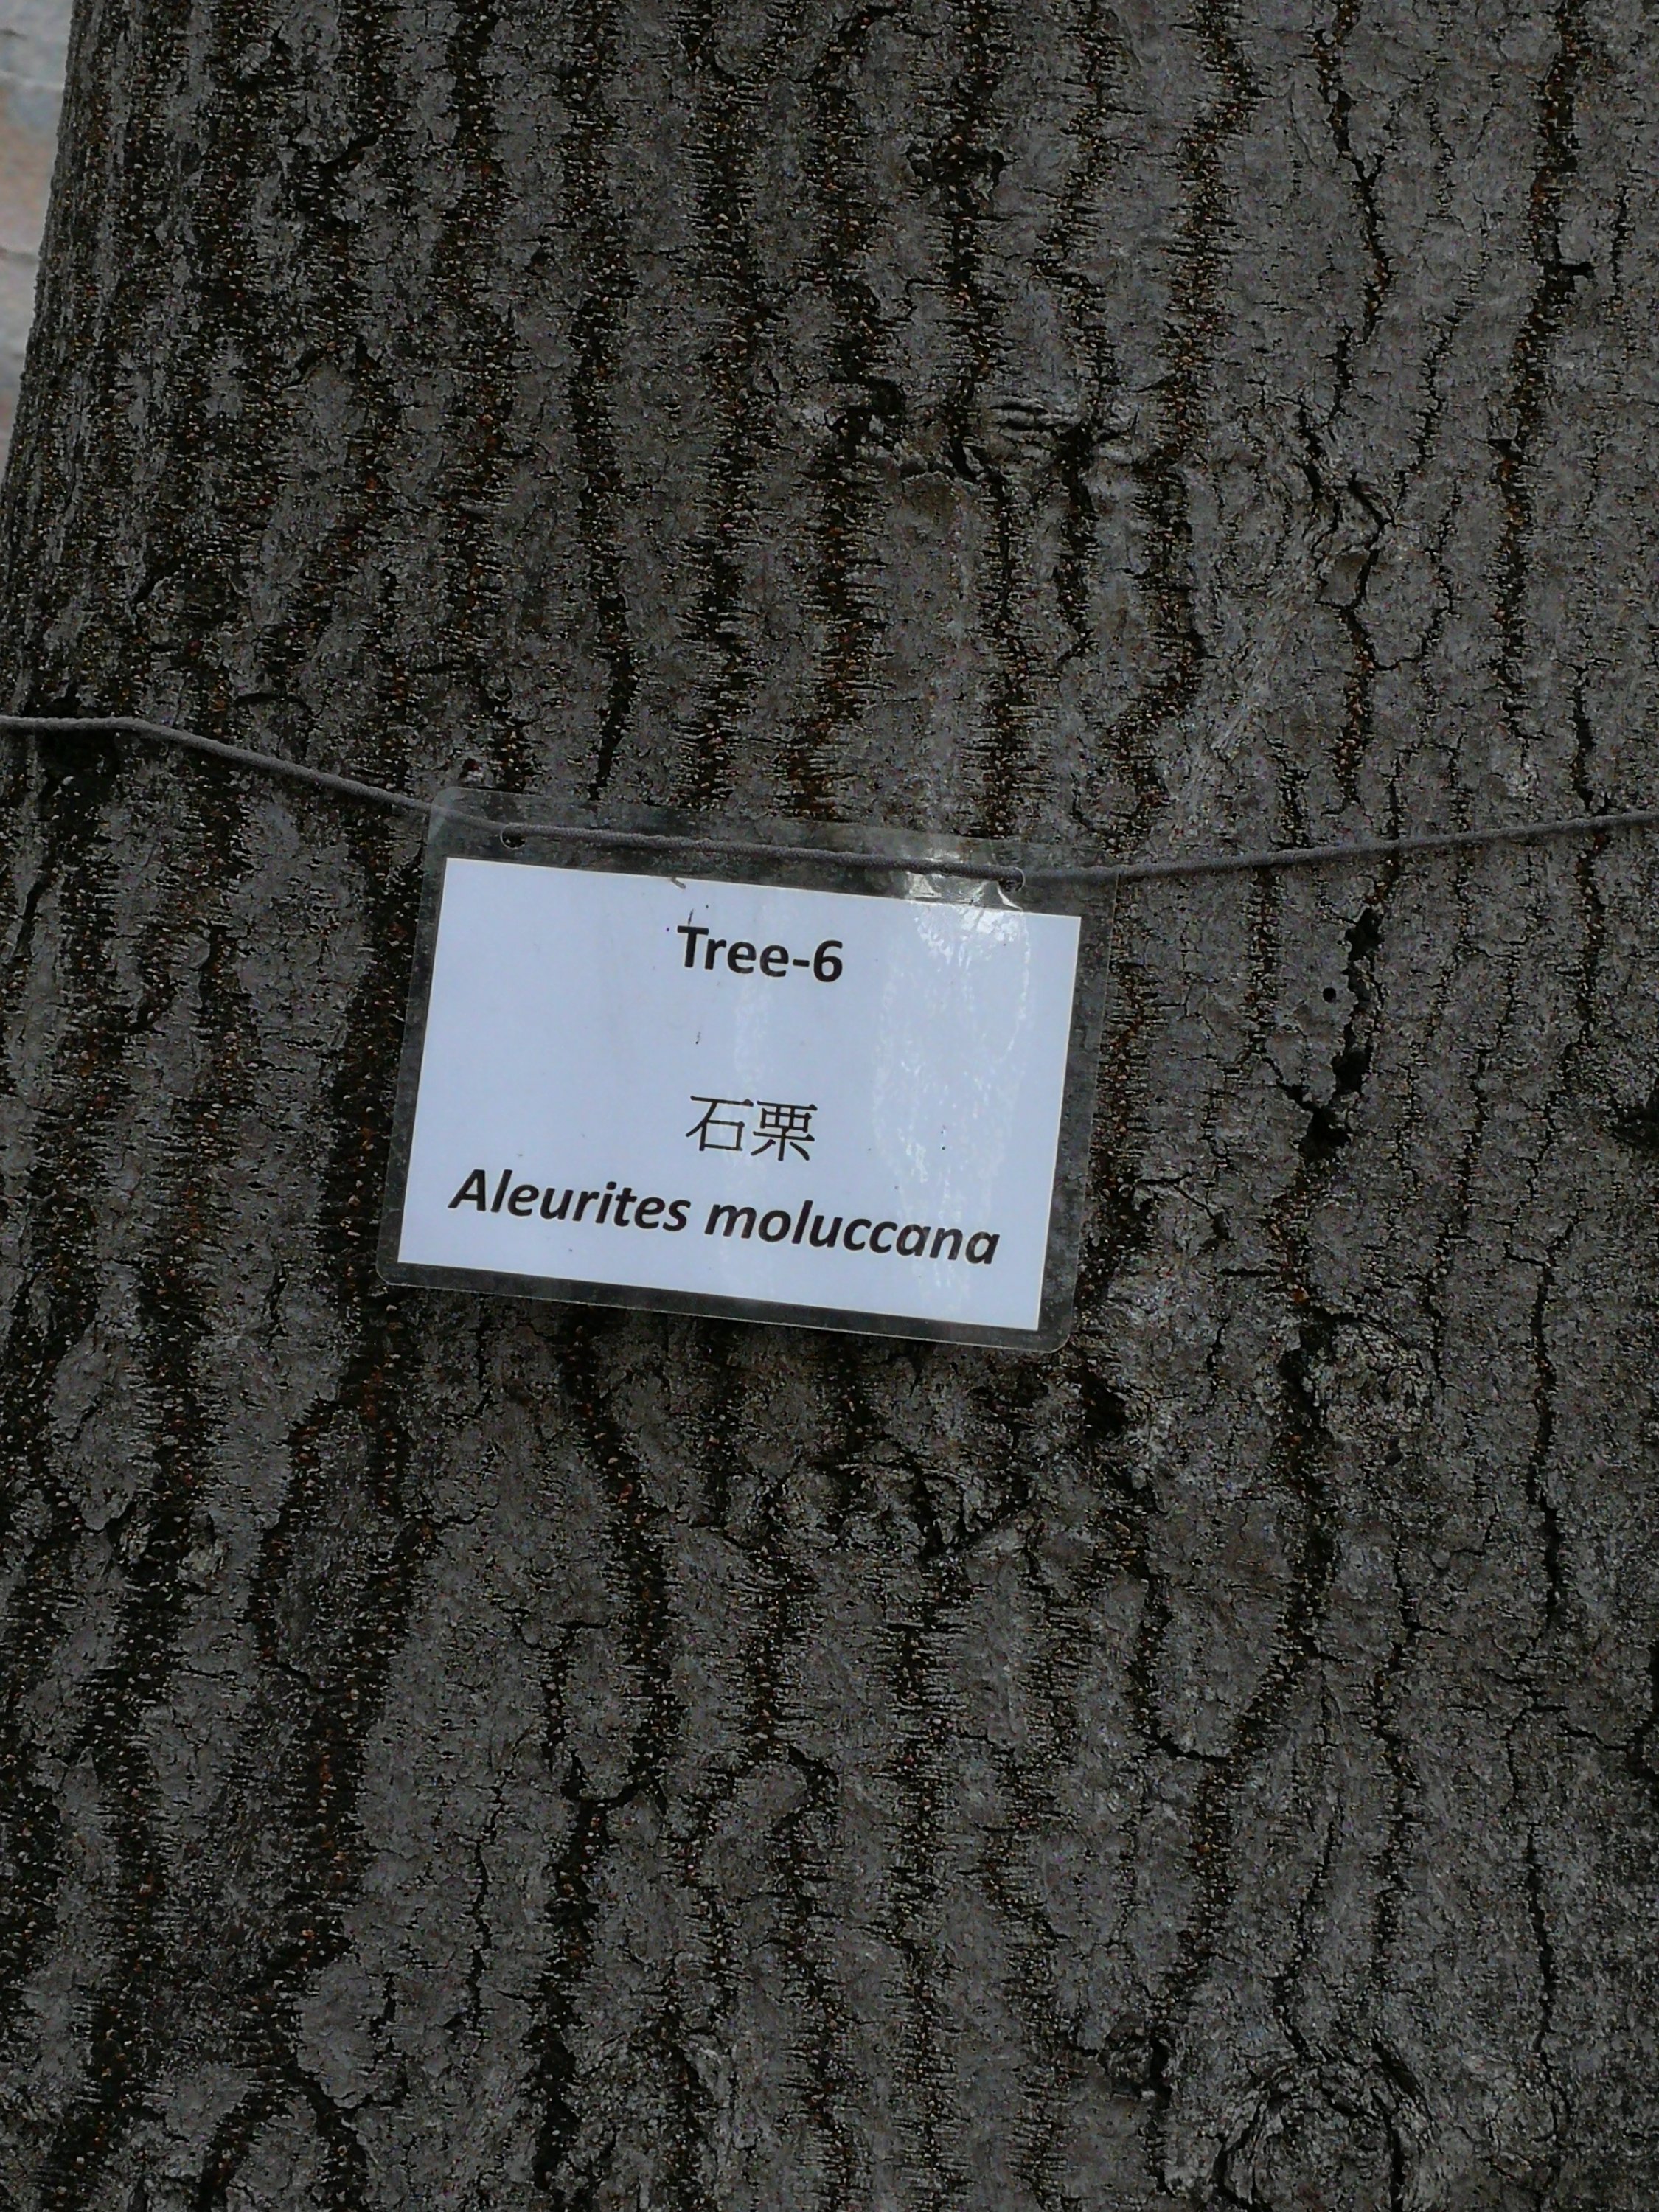 Tree-6
石栗
Aleurites moluccana